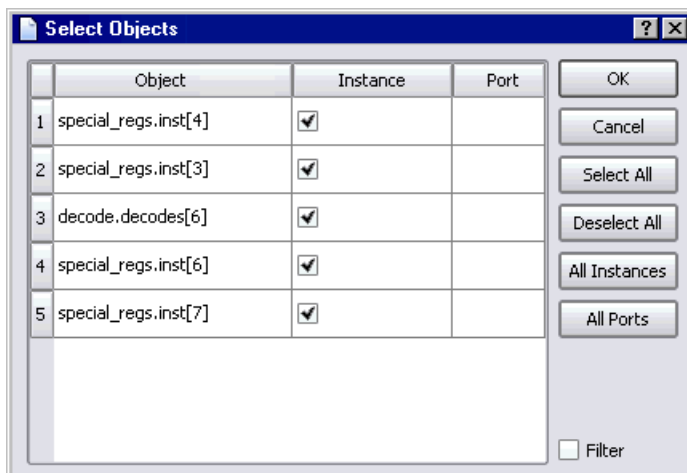 Select Objects
Object Instance Port
1 special_regs.inst[4]
2 special_regs.inst[3]
3 decode.decodes[6]
4 special_regs.inst[6]
5 special_regs.inst[7]
OK
Cancel
Select All
Deselect All
All Instances
All Ports
Filter